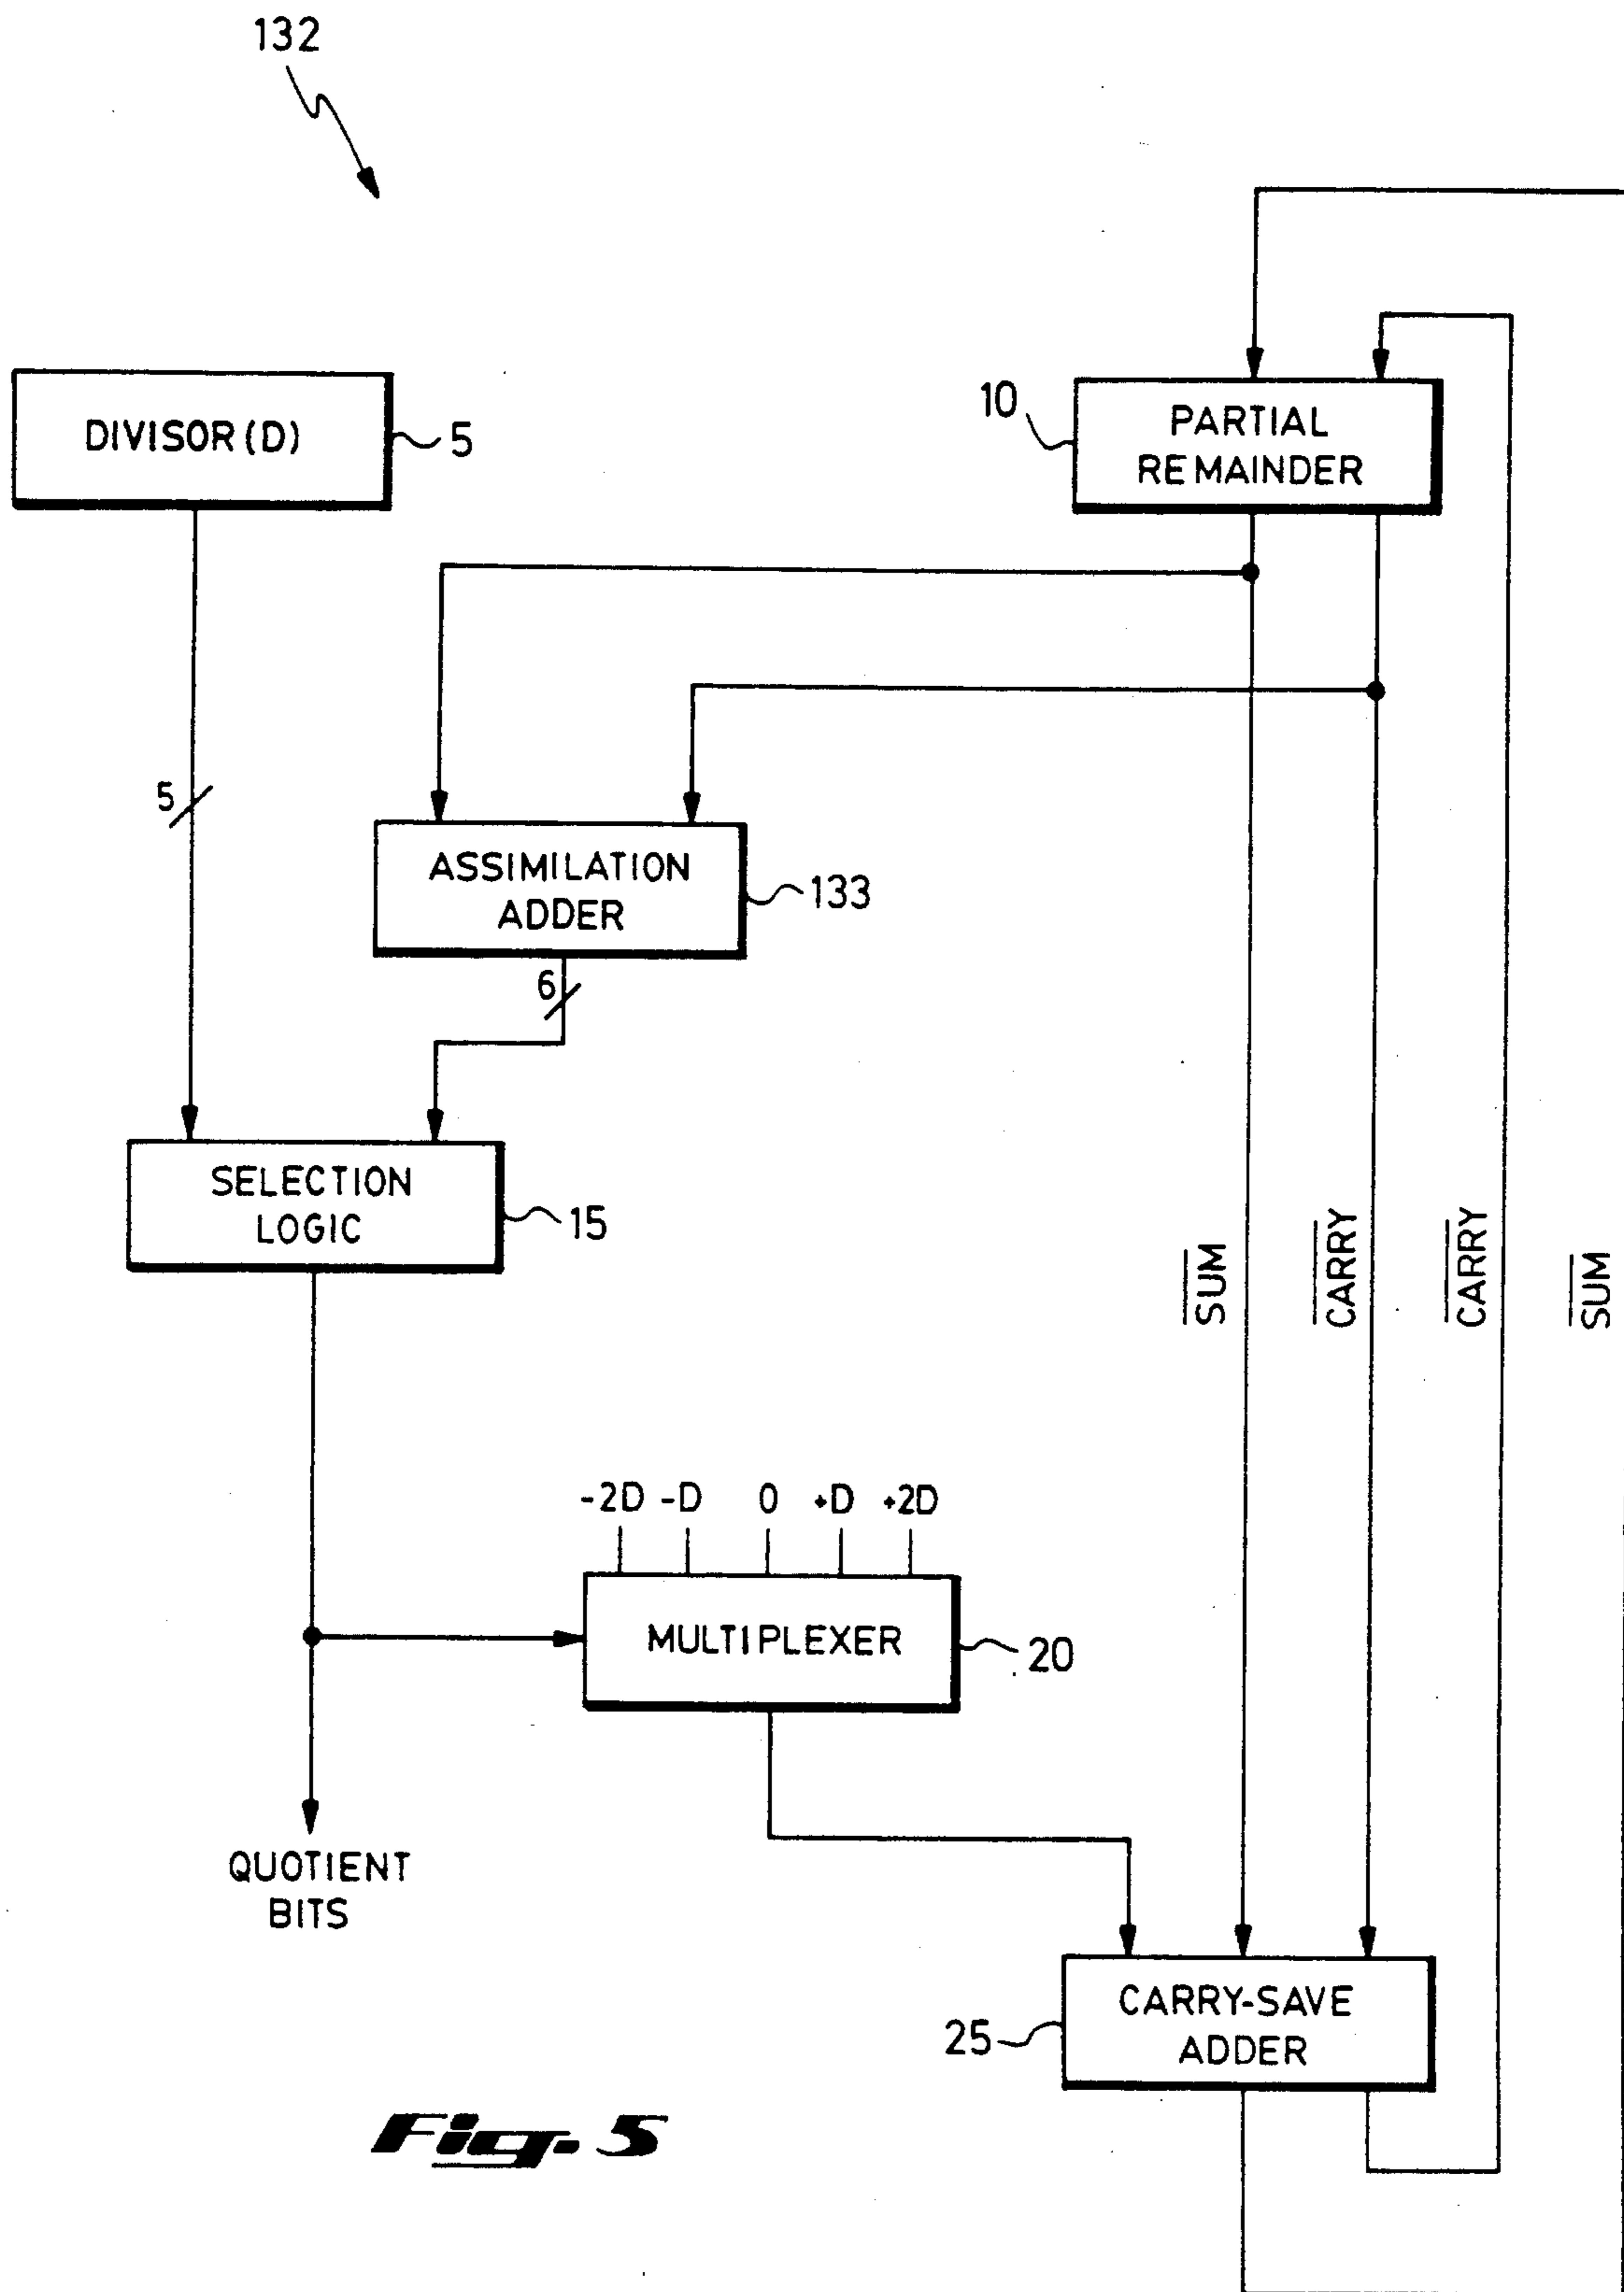 132
DIVISOR (D)
5
10
PARTIAL
REMAINDER
5
ASSIMILATION
ADDER
133
6
SELECTION
LOGIC
15
SUM
CARRY
CARRY
SUM
-2D -D 0 +D +2D
MULTIPLEXER
20
QUOTIENT
BITS
CARRY-SAVE
ADDER
25
Fig. 5